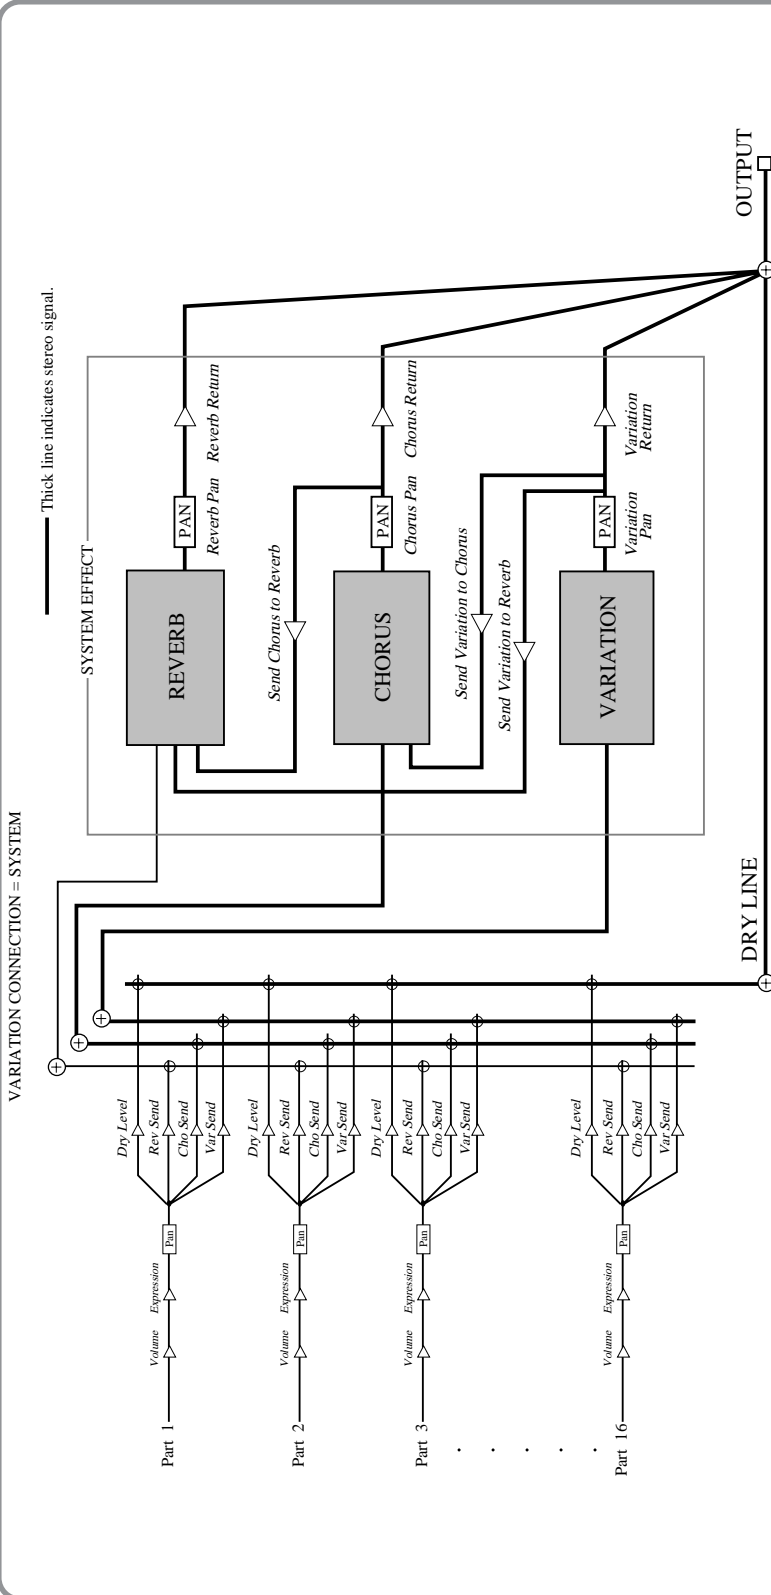 VARIATION CONNECTION = SYSTEM
Thick line indicates stereo signal.
SYSTEM EFFECT
REVERB
PAN
Reverb Pan
Reverb Return
Send Chorus to Reverb
CHORUS
PAN
Chorus Pan
Chorus Return
Send Variation to Chorus
Send Variation to Reverb
VARIATION
PAN
Variation
Pan
Variation
Return
DRY LINE
OUTPUT
Part 1
Volume
Expression
Pan
Dry Level
Rev Send
Cho Send
Var Send
Part 2
Volume
Expression
Pan
Dry Level
Rev Send
Cho Send
Var Send
Part 3
Volume
Expression
Pan
Dry Level
Rev Send
Cho Send
Var Send
. . . . .
Part 16
Volume
Expression
Pan
Dry Level
Rev Send
Cho Send
Var Send